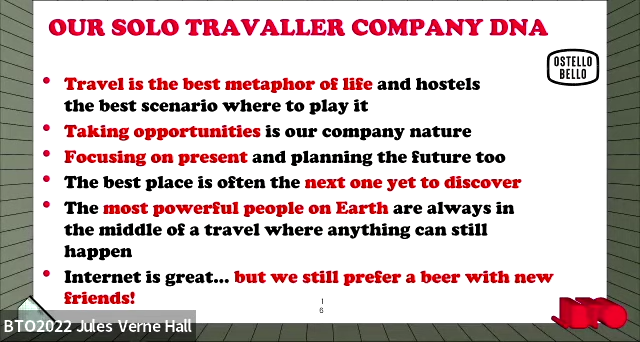 OUR SOLO TRAVALLER COMPANY DNA
OSTELLO
BELLO
• Travel is the best metaphor of life and hostels
the best scenario where to play it
• Taking opportunities is our company nature
• Focusing on present and planning the future too
• The best place is often the next one yet to discover
• The most powerful people on Earth are always in
the middle of a travel where anything can still
happen
• Internet is great... but we still prefer a beer with new
friends!
1
6
BTO
BTO2022 Jules Verne Hall